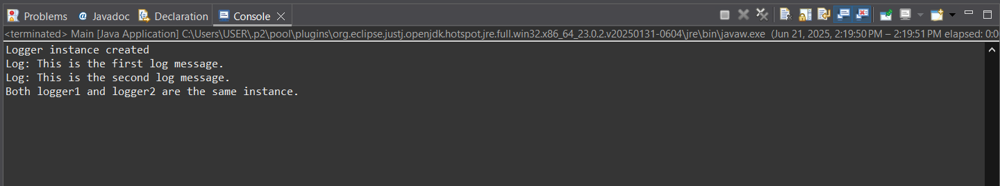 Problems @ Javadoc Declaration Console
<terminated> Main [Java Application] C:\Users\USER\.p2\pool\plugins\org.eclipse.justj.openjdk.hotspot.jre.full.win32.x86_64_23.0.2.v20250131-0604\jre\bin\javaw.exe (Jun 21, 2025, 2:19:50 PM – 2:19:51 PM elapsed: 0:0
Logger instance created
Log: This is the first log message.
Log: This is the second log message.
Both logger1 and logger2 are the same instance.